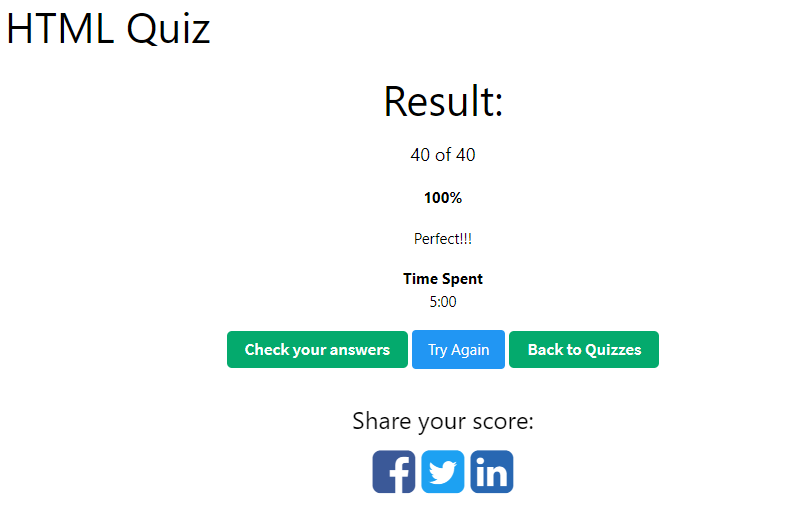 HTML Quiz
Result:
40 of 40
100%
Perfect!!!
Time Spent
5:00
Check your answers Try Again Back to Quizzes
Share your score:
f in